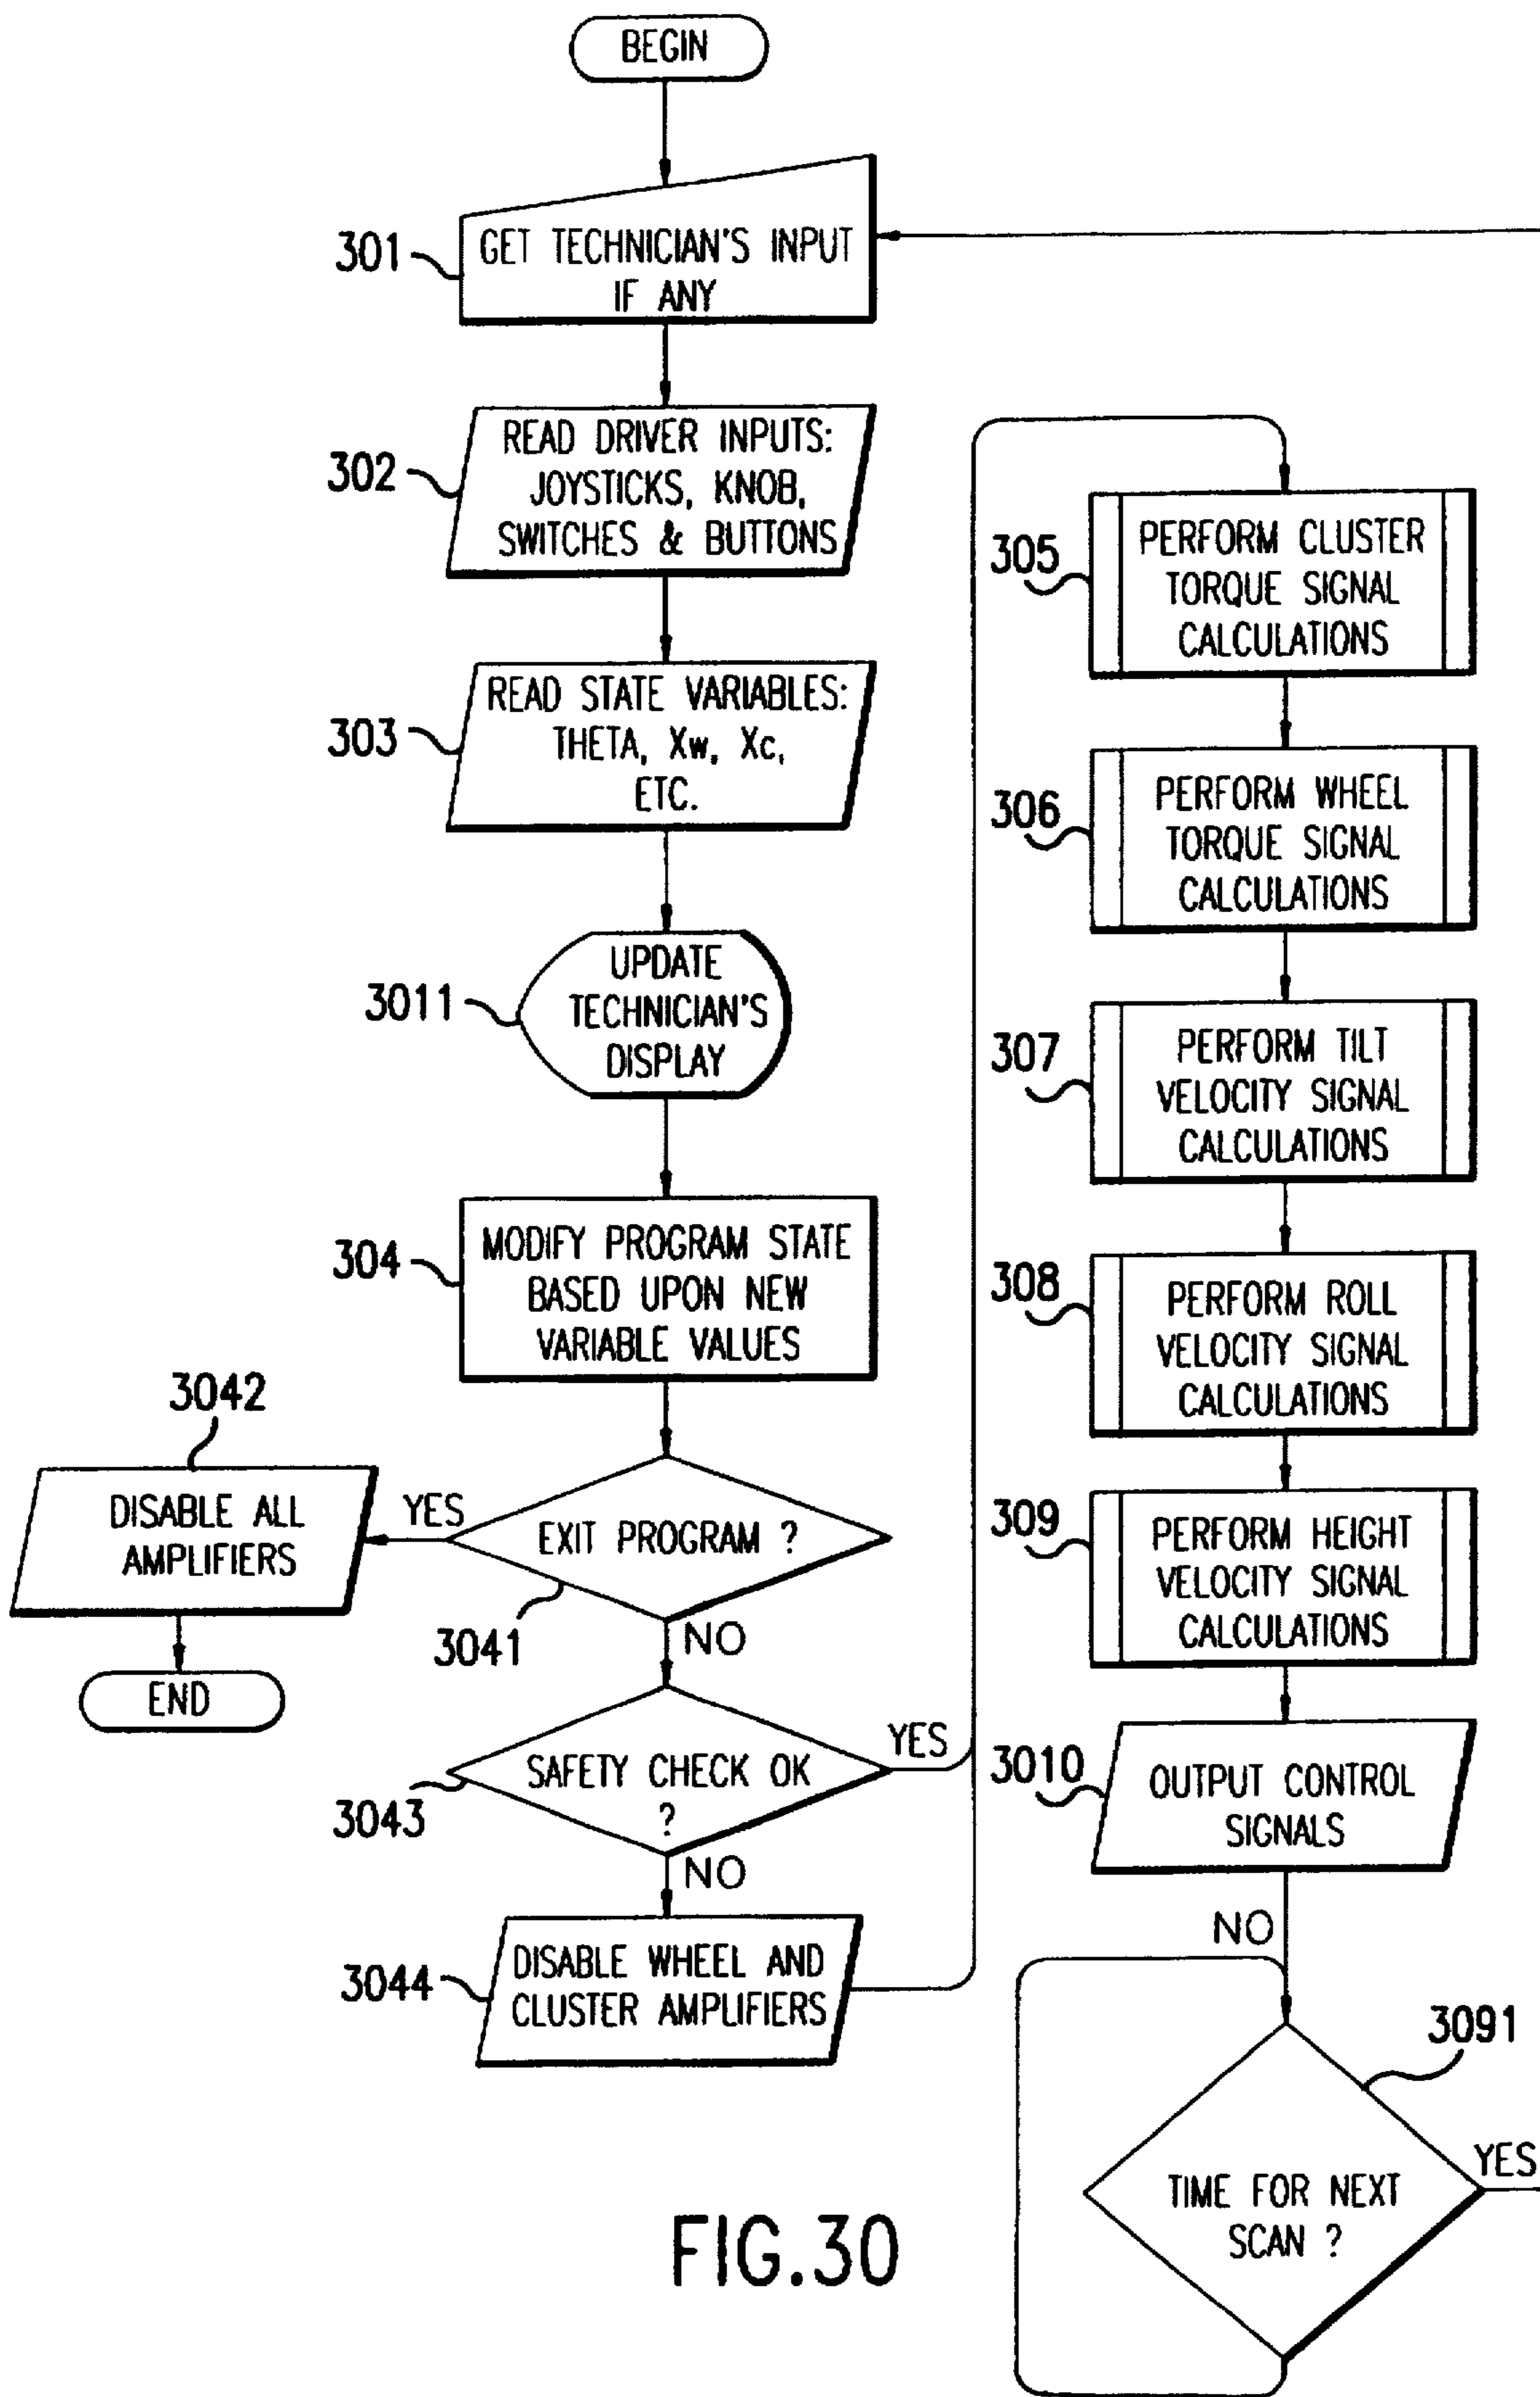 BEGIN
301
GET TECHNICIAN'S INPUT
IF ANY
302
READ DRIVER INPUTS:
JOYSTICKS, KNOB,
SWITCHES & BUTTONS
303
READ STATE VARIABLES:
THETA, Xw, Xc,
ETC.
3011
UPDATE
TECHNICIAN'S
DISPLAY
304
MODIFY PROGRAM STATE
BASED UPON NEW
VARIABLE VALUES
3042
DISABLE ALL
AMPLIFIERS
YES
EXIT PROGRAM ?
3041
NO
END
SAFETY CHECK OK
?
YES
3043
NO
3044
DISABLE WHEEL AND
CLUSTER AMPLIFIERS
305
PERFORM CLUSTER
TORQUE SIGNAL
CALCULATIONS
306
PERFORM WHEEL
TORQUE SIGNAL
CALCULATIONS
307
PERFORM TILT
VELOCITY SIGNAL
CALCULATIONS
308
PERFORM ROLL
VELOCITY SIGNAL
CALCULATIONS
309
PERFORM HEIGHT
VELOCITY SIGNAL
CALCULATIONS
3010
OUTPUT CONTROL
SIGNALS
NO
3091
TIME FOR NEXT
SCAN ?
YES
FIG.30